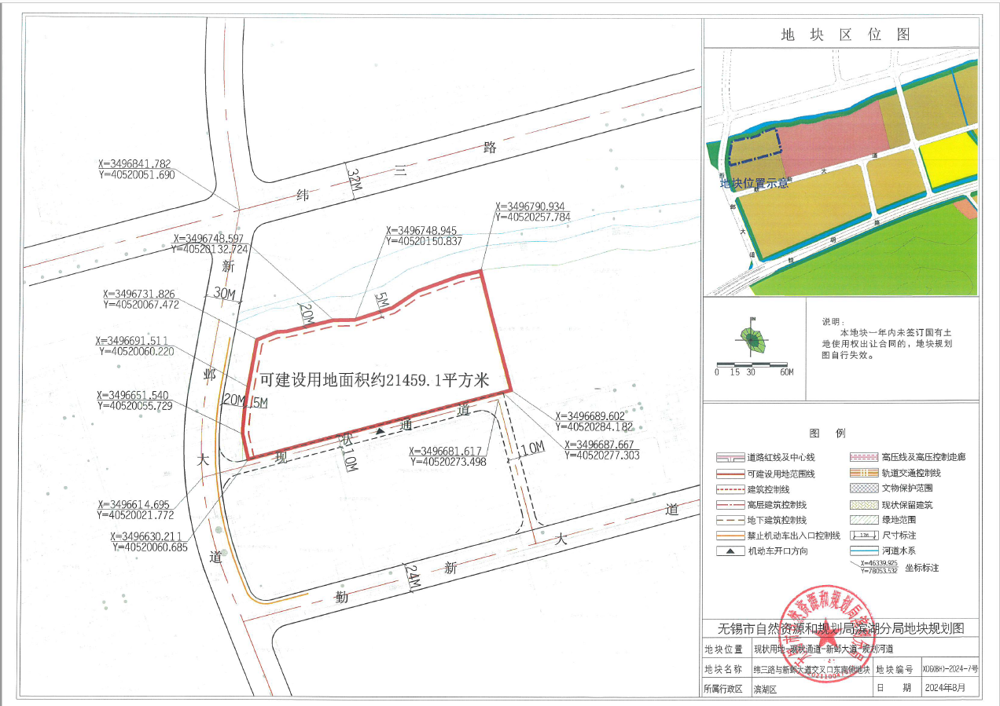 地块区位图
X=3496841.782
Y=40520051.690
纬三路
32M
X=3496790.934
Y=40520257.784
X=3496748.597
Y=40520132.724
X=3496748.945
Y=40520150.837
X=3496731.826
Y=40520067.472
X=3496691.511
Y=40520060.220
X=3496651.540
Y=40520055.729
新邺大道
30M
20M
5M
可建设用地面积约21459.1平方米
20M
5M
现状通道
10M
10M
X=3496689.602
Y=40520284.182
X=3496687.667
Y=40520277.303
X=3496681.617
Y=40520273.498
X=3496614.695
Y=40520021.772
X=3496630.211
Y=40520060.685
勤新大道
24M
地块位置示意
大
道
大
道
胡
路
0 15 30 60M
说明:
本地块一年内未签订国有土
地使用权出让合同的,地块规划
图自行失效。
图例
道路红线及中心线
可建设用地范围线
建筑控制线
高层建筑控制线
地下建筑控制线
禁止机动车出入口控制线
机动车开口方向
高压线及高压控制走廊
轨道交通控制线
文物保护范围
现状保留建筑
绿地范围
17M 尺寸标注
河道水系
X=46339.925
Y=78053.532
坐标标注
无锡市自然资源和规划局滨湖分局地块规划图
地块位置 现状用地-现状通道-新邺大道-规划河道
地块名称 纬三路与新邺大道交叉口东南侧地块 地块编号 XDG(BH)-2024-7号
所属行政区 滨湖区 日期 2024年8月